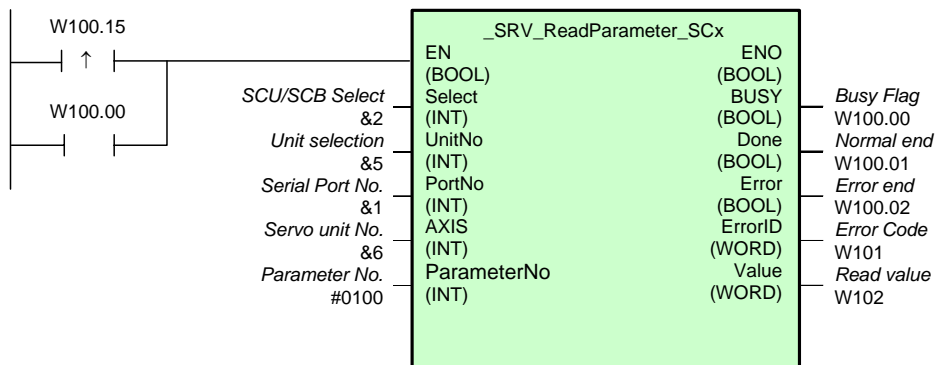 W100.15
↑
W100.00
_SRV_ReadParameter_SCx
EN ENO
(BOOL) (BOOL)
SCU/SCB Select Select BUSY Busy Flag
&2 (INT) (BOOL) W100.00
Unit selection UnitNo Done Normal end
&5 (INT) (BOOL) W100.01
Serial Port No. PortNo Error Error end
&1 (INT) (BOOL) W100.02
Servo unit No. AXIS ErrorID Error Code
&6 (INT) (WORD) W101
Parameter No. ParameterNo Value Read value
#0100 (INT) (WORD) W102